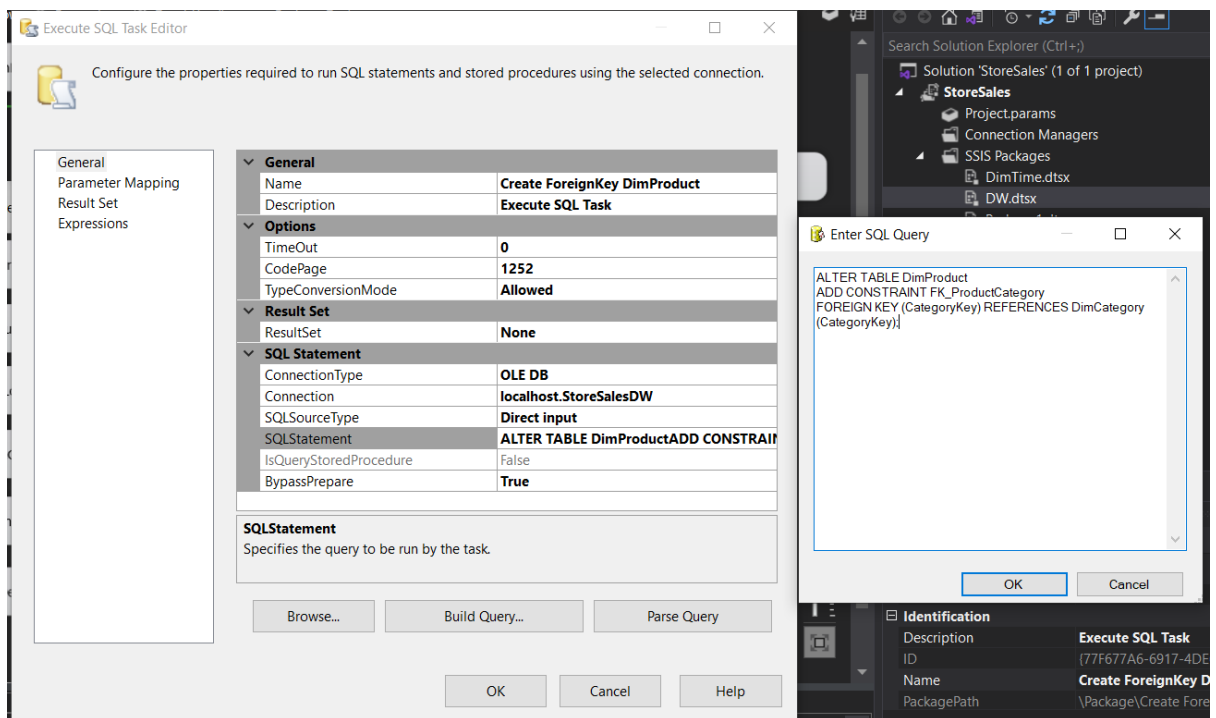 Execute SQL Task Editor
Configure the properties required to run SQL statements and stored procedures using the selected connection.
General
Parameter Mapping
Result Set
Expressions
General
Name Create ForeignKey DimProduct
Description Execute SQL Task
Options
TimeOut 0
CodePage 1252
TypeConversionMode Allowed
Result Set
ResultSet None
SQL Statement
ConnectionType OLE DB
Connection localhost.StoreSalesDW
SQLSourceType Direct input
SQLStatement ALTER TABLE DimProductADD CONSTRAIN
IsQueryStoredProcedure False
BypassPrepare True
SQLStatement
Specifies the query to be run by the task.
Browse... Build Query... Parse Query
OK Cancel Help
Search Solution Explorer (Ctrl+;)
Solution 'StoreSales' (1 of 1 project)
StoreSales
Project.params
Connection Managers
SSIS Packages
DimTime.dtsx
DW.dtsx
Enter SQL Query
ALTER TABLE DimProduct
ADD CONSTRAINT FK_ProductCategory
FOREIGN KEY (CategoryKey) REFERENCES DimCategory
(CategoryKey);
OK Cancel
Identification
Description Execute SQL Task
ID {77F677A6-6917-4DE
Name Create ForeignKey D
PackagePath \Package\Create Fore